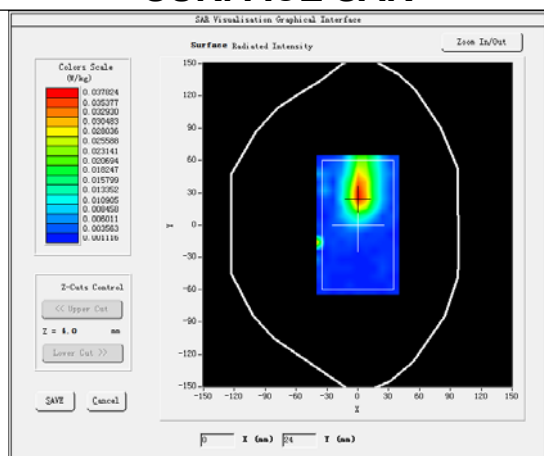 SAR Visualisation Graphical Interface
Surface Radiated Intensity
Zoom In/Out
Colors Scale
(W/kg)
0.037824
0.035377
0.032930
0.030483
0.028036
0.025588
0.023141
0.020694
0.018247
0.015799
0.013352
0.010905
0.008458
0.006011
0.003563
0.001116
Z-Cuts Control
<< Upper Cut
Z = 4.0 mm
Lower Cut >>
SAVE
Cancel
150
120
90
60
30
0
-30
-60
-90
-120
-150
Y
-150 -120 -90 -60 -30 0 30 60 90 120 150
X
0 X (mm) 24 Y (mm)